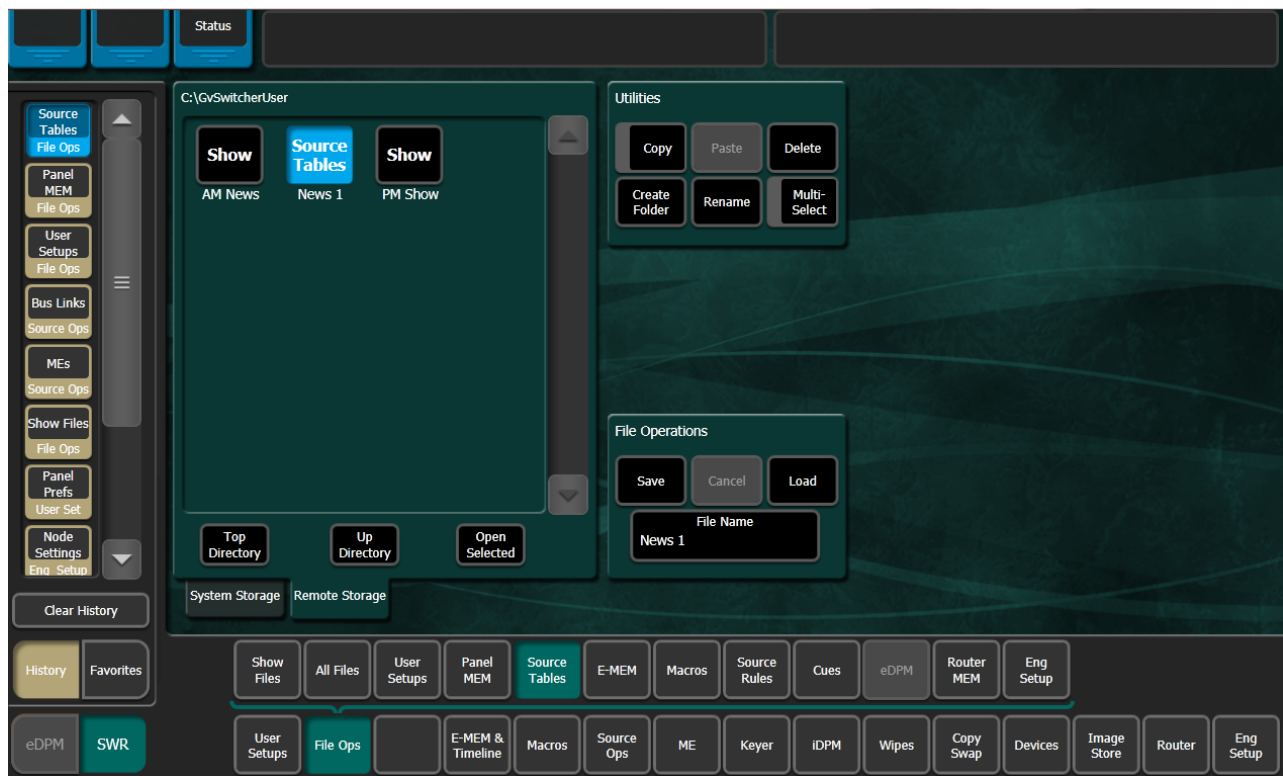 Status
Source
Tables
File Ops
Panel
MEM
File Ops
User
Setups
File Ops
Bus Links
Source Ops
MEs
Source Ops
Show Files
File Ops
Panel
Prefs
User Set
Node
Settings
Eng Setup
Clear History
History
Favorites
eDPM
SWR
C:\GvSwitcherUser
Show
AM News
Source
Tables
News 1
Show
PM Show
Top
Directory
Up
Directory
Open
Selected
System Storage
Remote Storage
Utilities
Copy
Paste
Delete
Create
Folder
Rename
Multi-
Select
File Operations
Save
Cancel
Load
File Name
News 1
Show
Files
All Files
User
Setups
Panel
MEM
Source
Tables
E-MEM
Macros
Source
Rules
Cues
eDPM
Router
MEM
Eng
Setup
User
Setups
File Ops
E-MEM &
Timeline
Macros
Source
Ops
ME
Keyer
iDPM
Wipes
Copy
Swap
Devices
Image
Store
Router
Eng
Setup